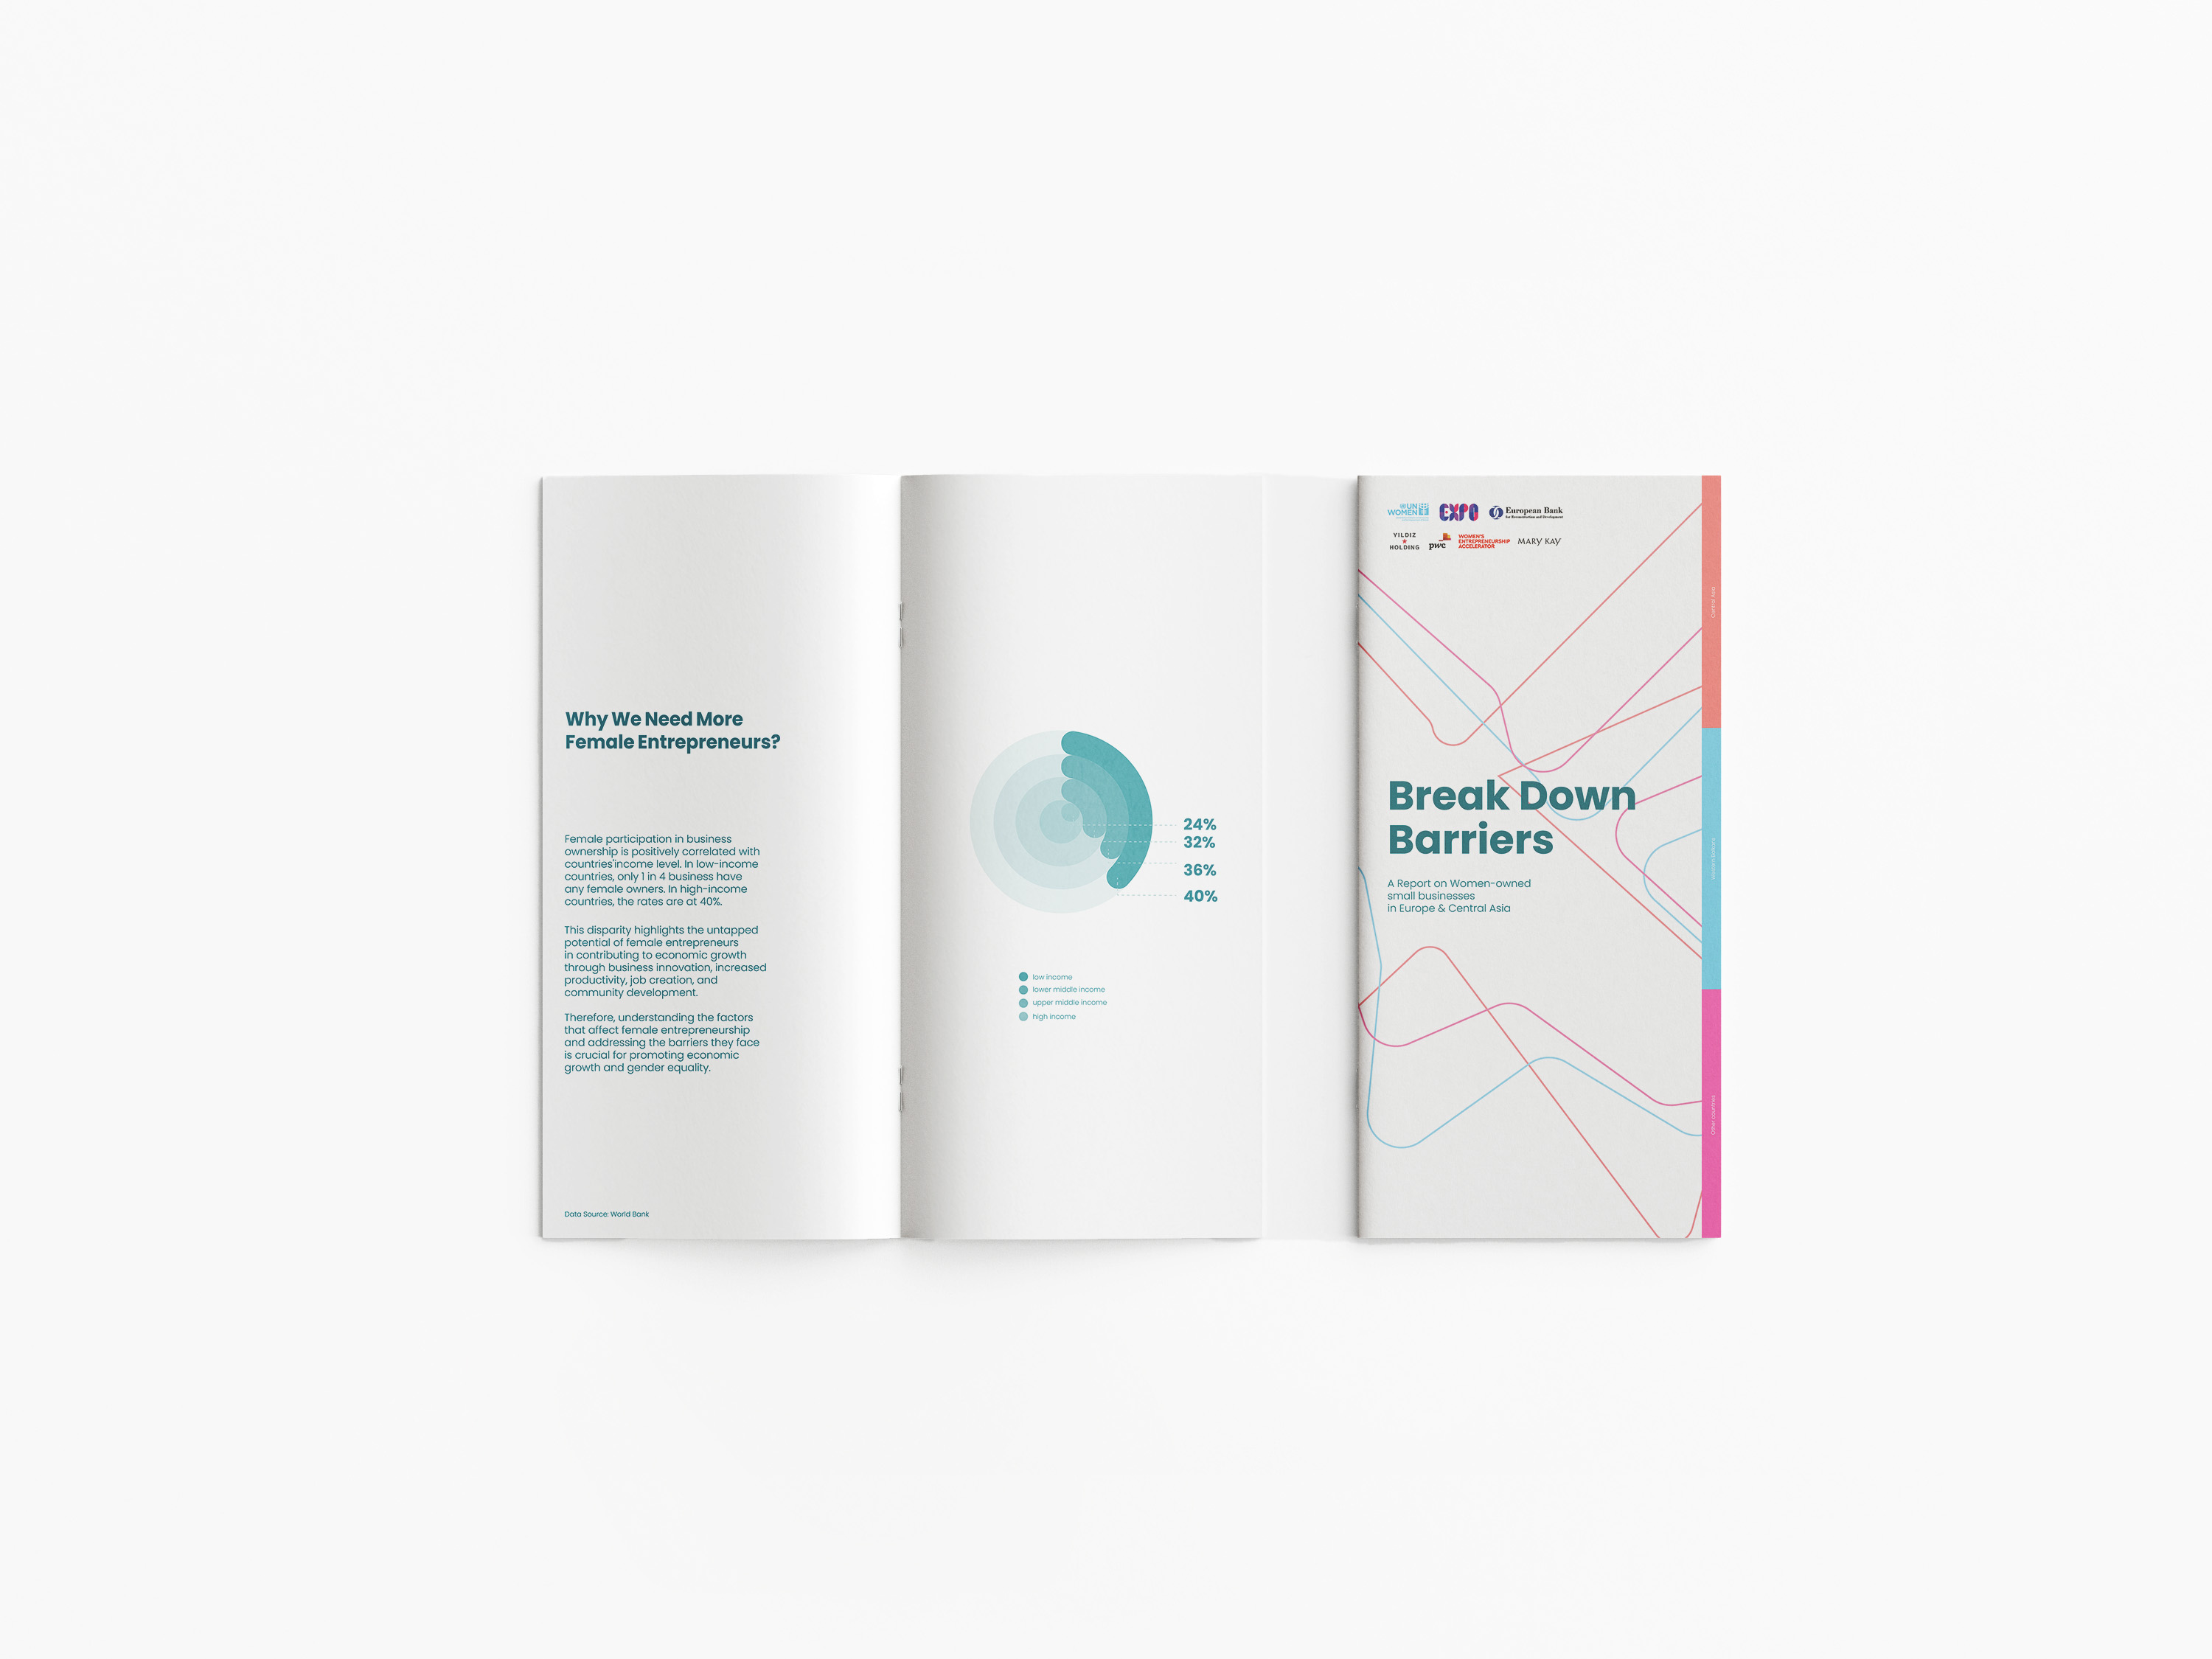 Why We Need More
Female Entrepreneurs?
Female participation in business
ownership is positively correlated with
countries'income level. In low-income
countries, only 1 in 4 business have
any female owners. In high-income
countries, the rates are at 40%.
This disparity highlights the untapped
potential of female entrepreneurs
in contributing to economic growth
through business innovation, increased
productivity, job creation, and
community development.
Therefore, understanding the factors
that affect female entrepreneurship
and addressing the barriers they face
is crucial for promoting economic
growth and gender equality.
Data Source: World Bank
24%
32%
36%
40%
low income
lower middle income
upper middle income
high income
UN
WOMEN
EXPO
European Bank
for Reconstruction and Development
YILDIZ
HOLDING
pwc
WOMEN'S
ENTREPRENEURSHIP
ACCELERATOR
MARY KAY
Break Down
Barriers
A Report on Women-owned
small businesses
in Europe & Central Asia
Central Asia
Western Balkans
Other countries